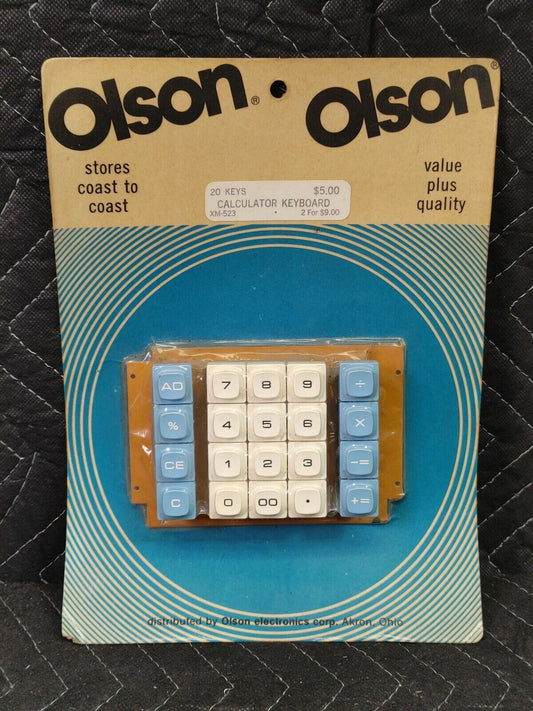 Olson® Olson®
stores
coast to
coast
value
plus
quality
20 KEYS $5.00
CALCULATOR KEYBOARD
XM-523 • 2 For $9.00
AD 7 8 9 ÷
% 4 5 6 X
CE 1 2 3 -=
C 0 00 • +=
distributed by Olson electronics corp. Akron, Ohio